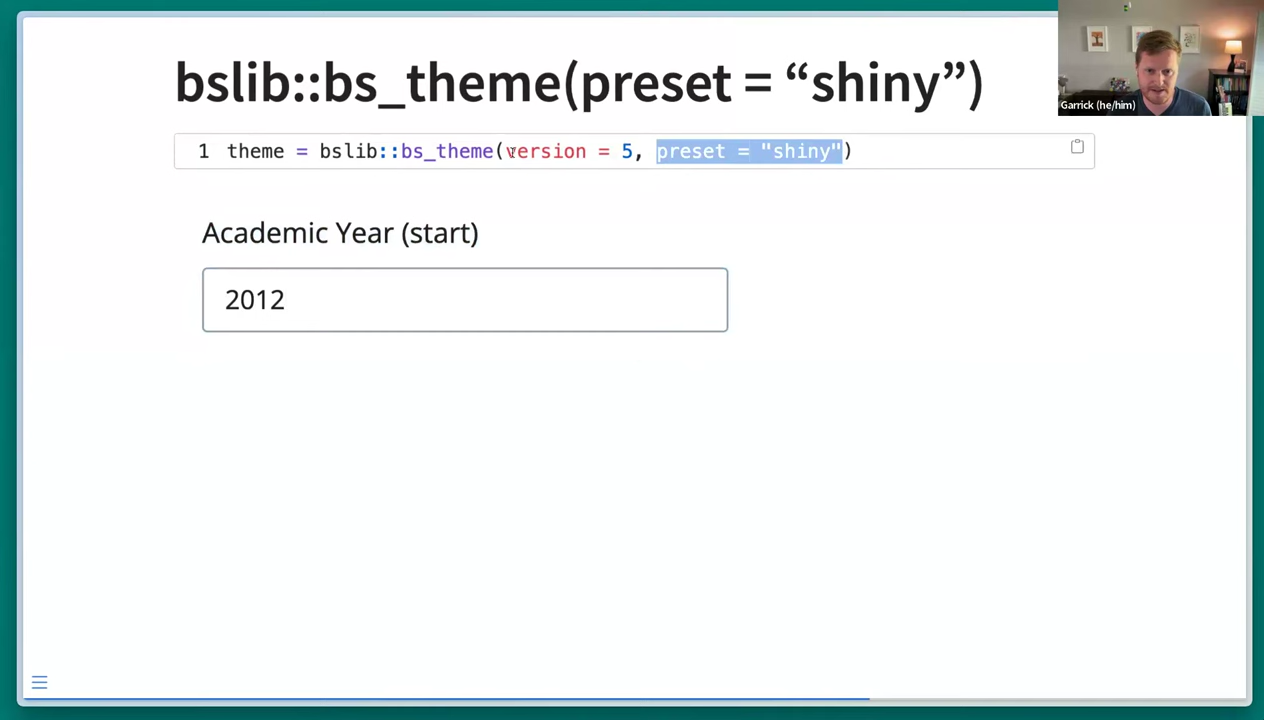 bslib::bs_theme(preset = “shiny”)
1 theme = bslib::bs_theme(version = 5, preset = "shiny")
Academic Year (start)
2012
Garrick (he/him)